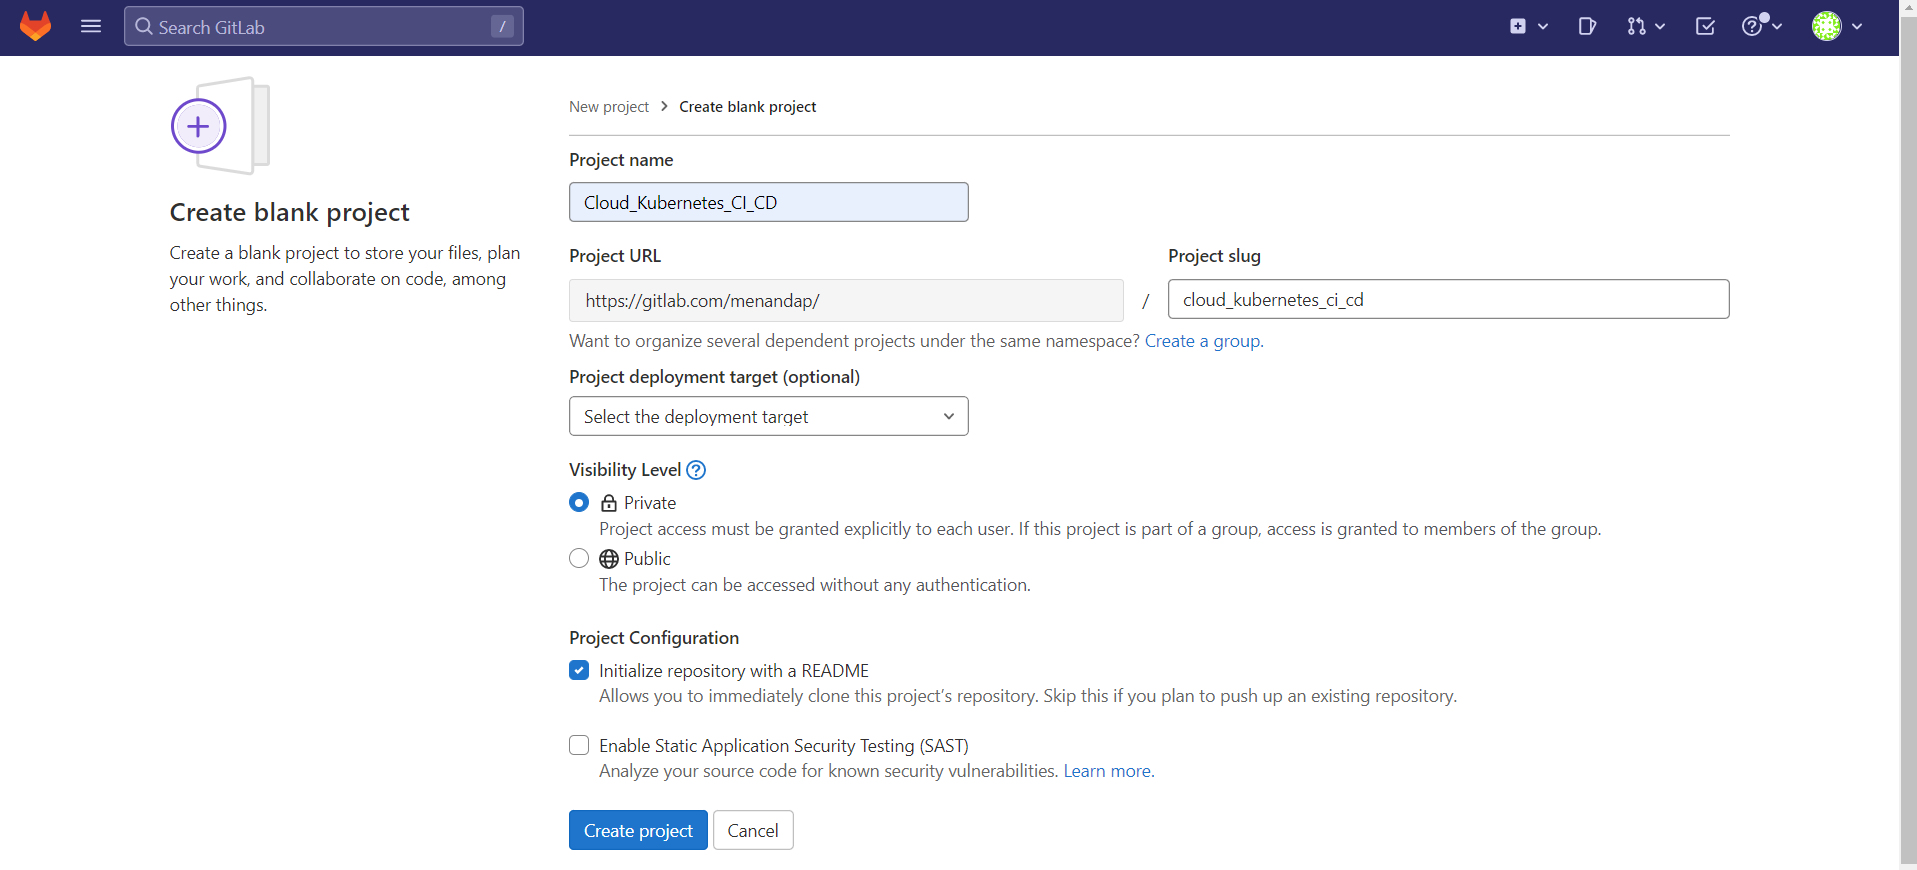 Search GitLab /
New project > Create blank project
Create blank project
Create a blank project to store your files, plan
your work, and collaborate on code, among
other things.
Project name
Cloud_Kubernetes_CI_CD
Project URL
Project slug
https://gitlab.com/menandap/ / cloud_kubernetes_ci_cd
Want to organize several dependent projects under the same namespace? Create a group.
Project deployment target (optional)
Select the deployment target
Visibility Level ?
Private
Project access must be granted explicitly to each user. If this project is part of a group, access is granted to members of the group.
Public
The project can be accessed without any authentication.
Project Configuration
Initialize repository with a README
Allows you to immediately clone this project’s repository. Skip this if you plan to push up an existing repository.
Enable Static Application Security Testing (SAST)
Analyze your source code for known security vulnerabilities. Learn more.
Create project
Cancel